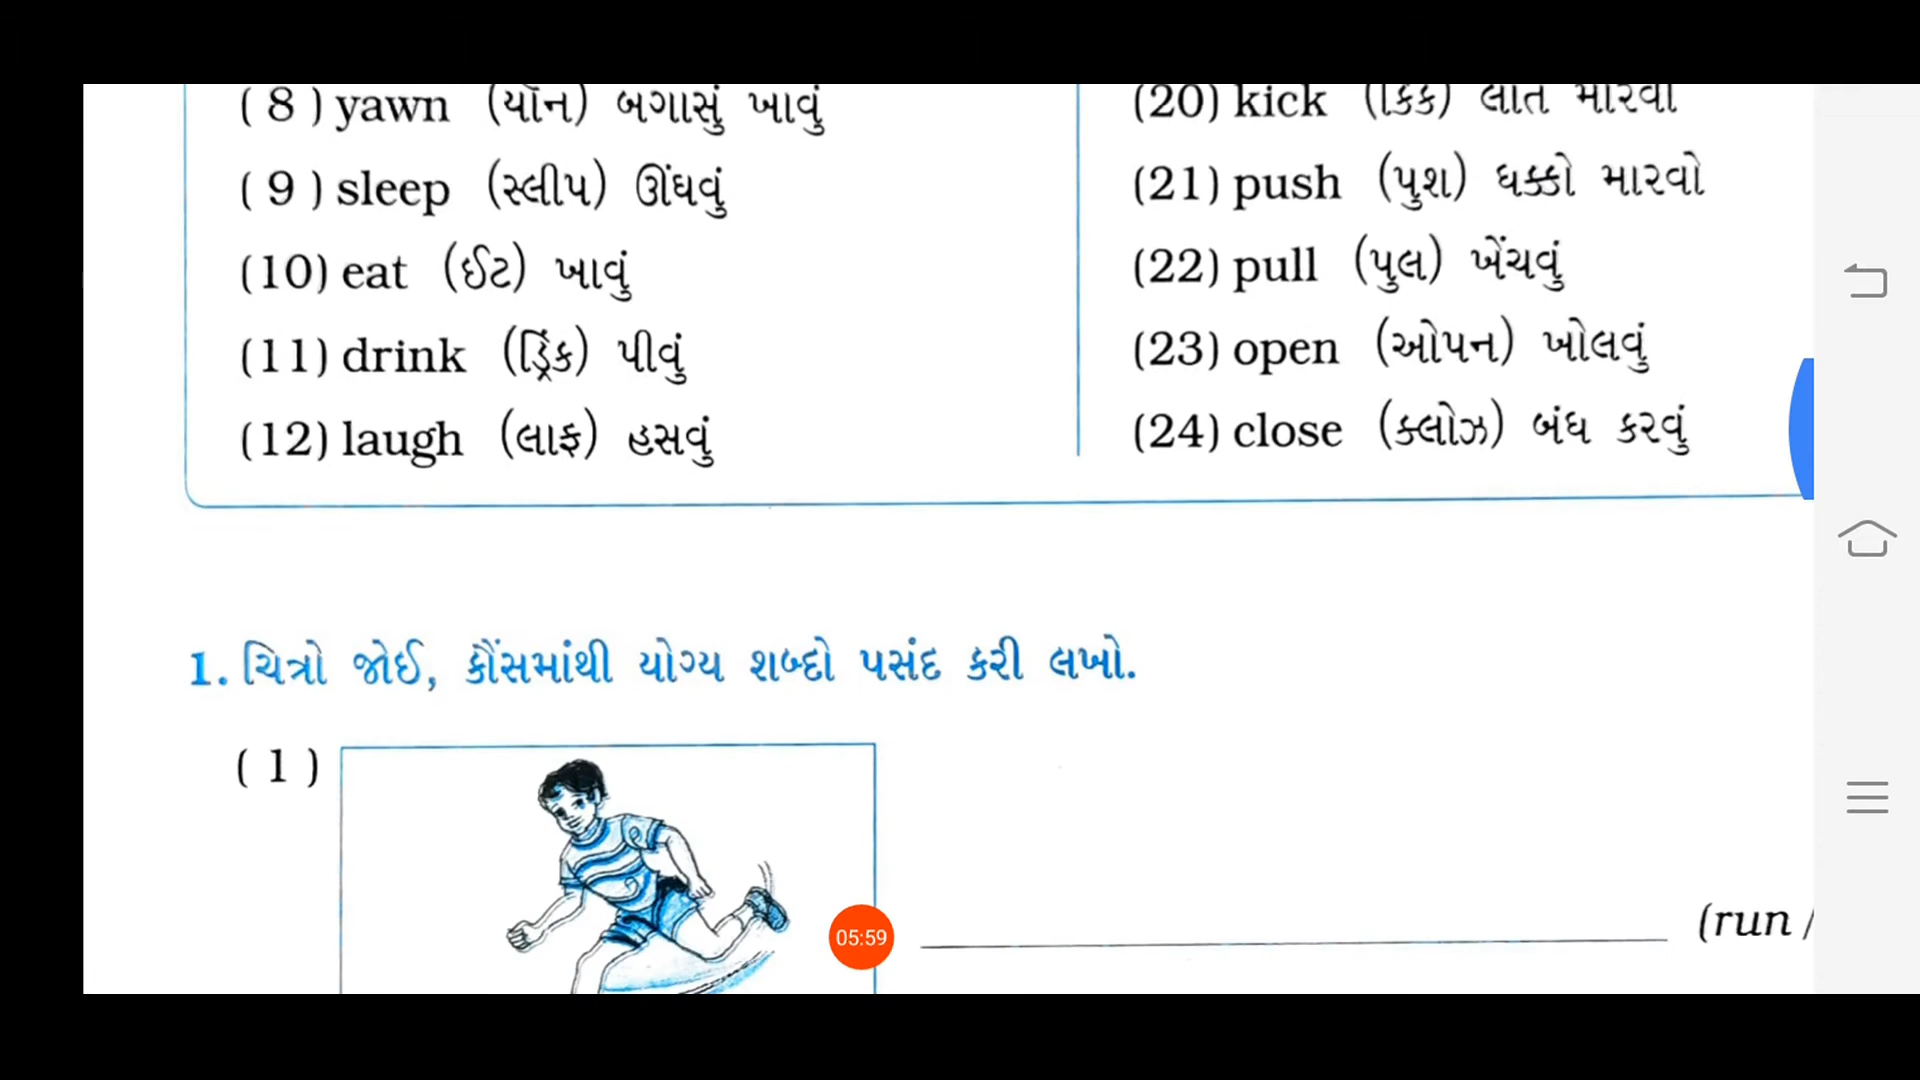 ( 8 ) yawn (યૉન) બગાસું ખાવું
( 9 ) sleep (સ્લીપ) ઊંઘવું
(10) eat (ઈટ) ખાવું
(11) drink (ડ્રિંક) પીવું
(12) laugh (લાફ) હસવું
(20) kick (કિક) લાત મારવી
(21) push (પુશ) ધક્કો મારવો
(22) pull (પુલ) ખેંચવું
(23) open (ઓપન) ખોલવું
(24) close (ક્લોઝ) બંધ કરવું
1. ચિત્રો જોઈ, કૌંસમાંથી યોગ્ય શબ્દો પસંદ કરી લખો.
( 1 )
(run /
05:59